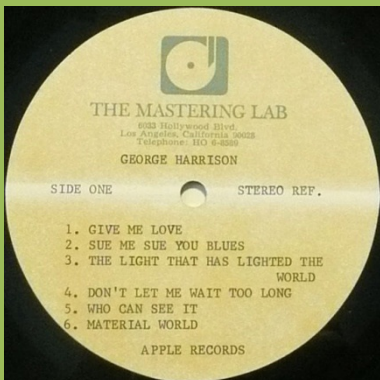 THE MASTERING LAB
6033 Hollywood Blvd.
Los Angeles, California 90028
Telephone: HO 6-8589
GEORGE HARRISON
SIDE ONE STEREO REF.
1. GIVE ME LOVE
2. SUE ME SUE YOU BLUES
3. THE LIGHT THAT HAS LIGHTED THE
WORLD
4. DON'T LET ME WAIT TOO LONG
5. WHO CAN SEE IT
6. MATERIAL WORLD
APPLE RECORDS